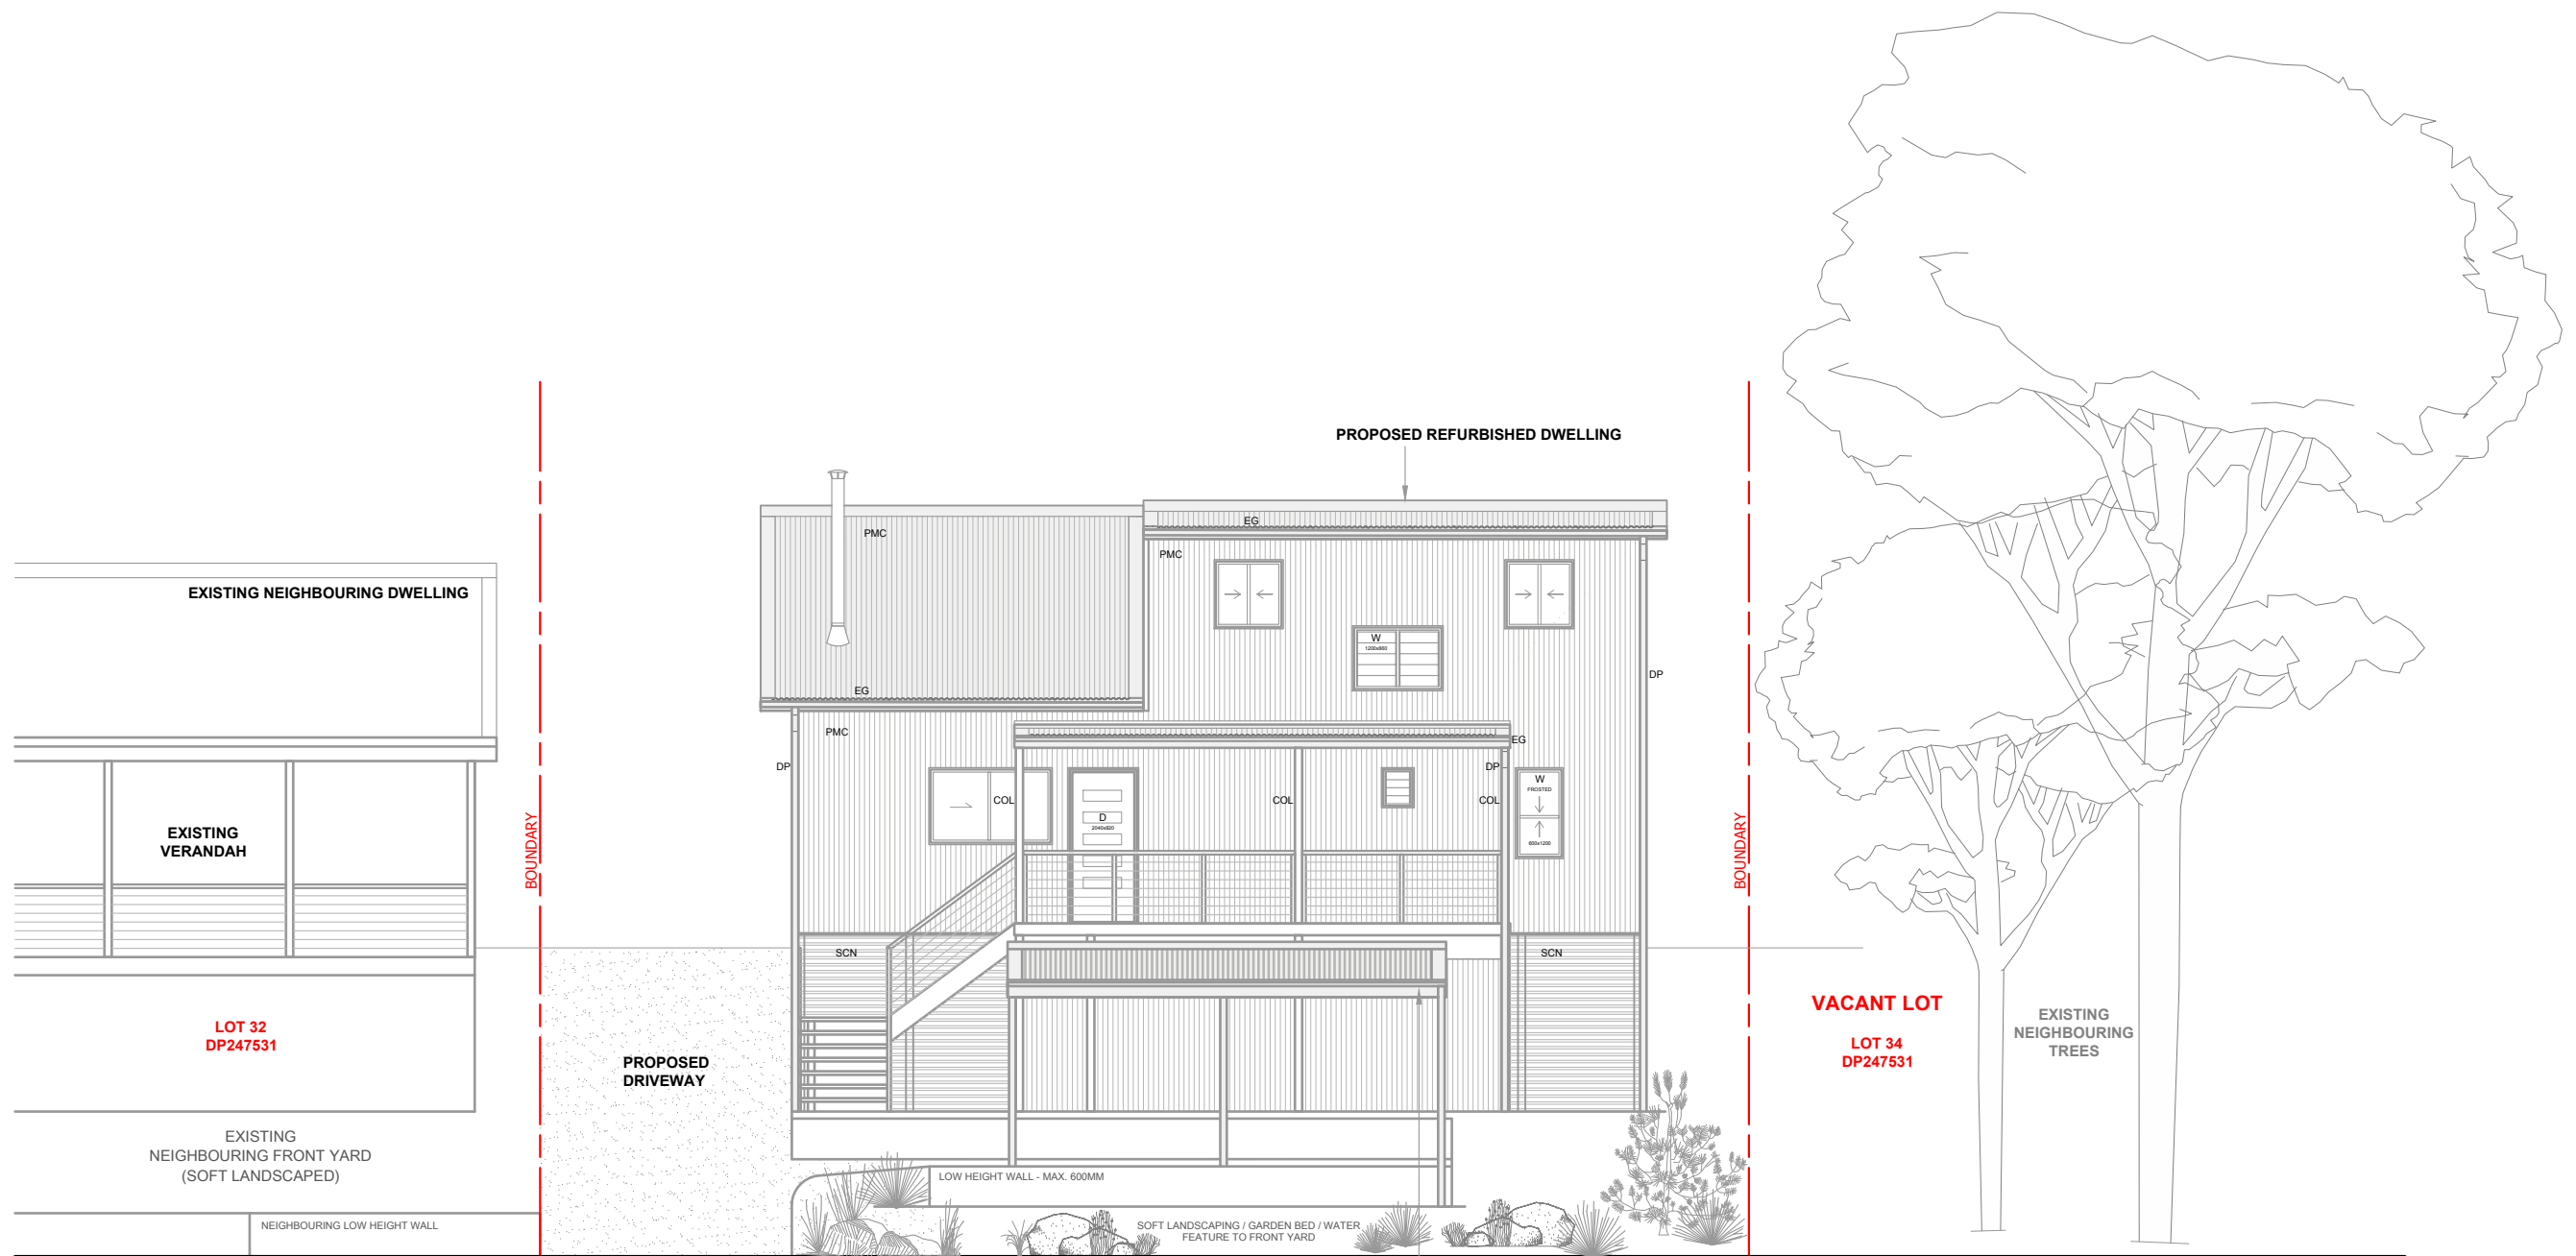 PROPOSED REFURBISHED DWELLING
EG
PMC
PMC
EXISTING NEIGHBOURING DWELLING
W
1200x860
DP
EG
PMC
EG
DP
DP
W
FROSTED
600x1200
COL
COL
COL
D
2040x820
EXISTING
VERANDAH
BOUNDARY
BOUNDARY
SCN
SCN
VACANT LOT
LOT 34
DP247531
EXISTING
NEIGHBOURING
TREES
LOT 32
DP247531
PROPOSED
DRIVEWAY
EXISTING
NEIGHBOURING FRONT YARD
(SOFT LANDSCAPED)
LOW HEIGHT WALL - MAX. 600MM
NEIGHBOURING LOW HEIGHT WALL
SOFT LANDSCAPING / GARDEN BED / WATER
FEATURE TO FRONT YARD